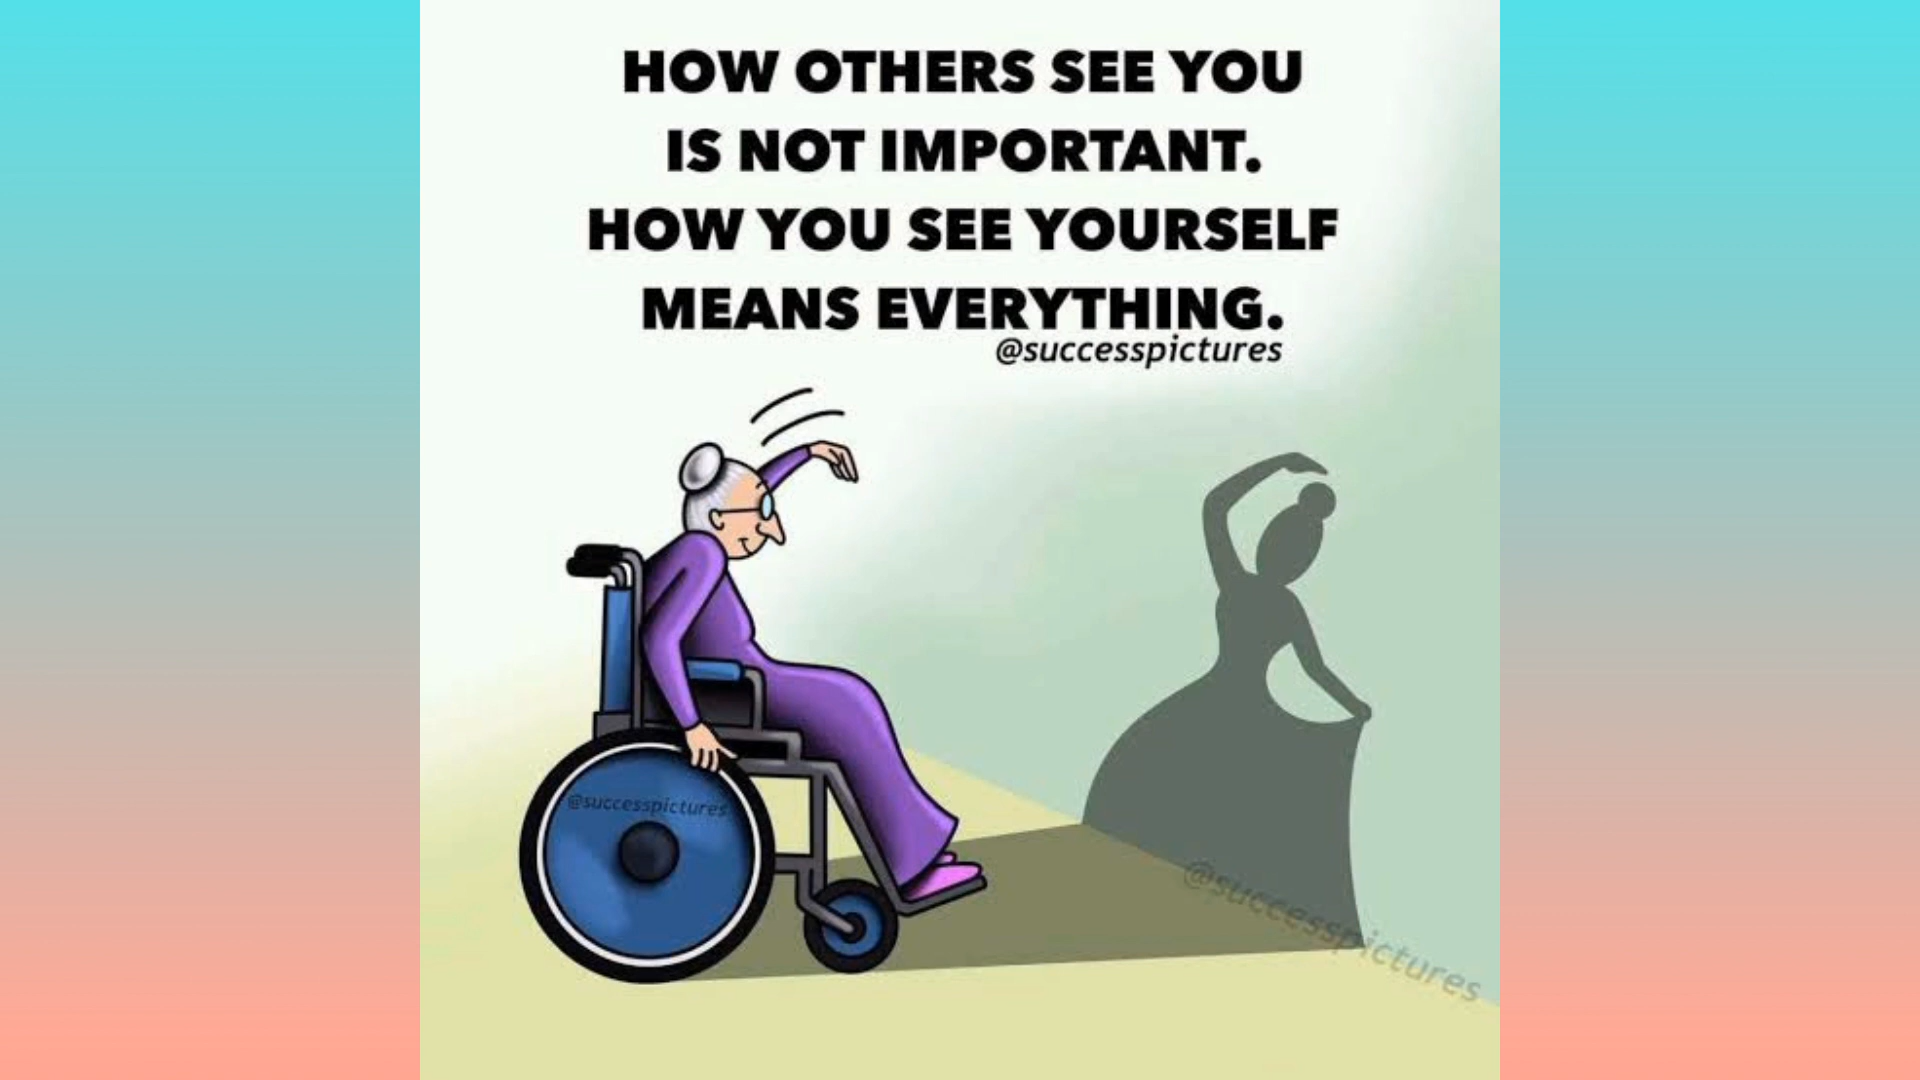 HOW OTHERS SEE YOU
IS NOT IMPORTANT.
HOW YOU SEE YOURSELF
MEANS EVERYTHING.
@successpictures
@successpictures
@successpictures